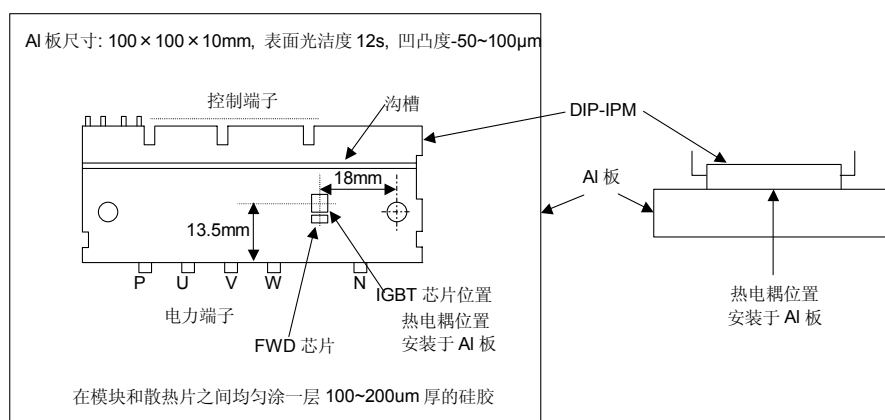 Al 板尺寸: 100×100×10mm, 表面光洁度 12s, 凹凸度-50~100μm
控制端子
沟槽
DIP-IPM
18mm
Al 板
13.5mm
P U V W N
IGBT 芯片位置
电力端子
热电耦位置
安装于 Al 板
FWD 芯片
热电耦位置
安装于 Al 板
在模块和散热片之间均匀涂一层 100~200um 厚的硅胶